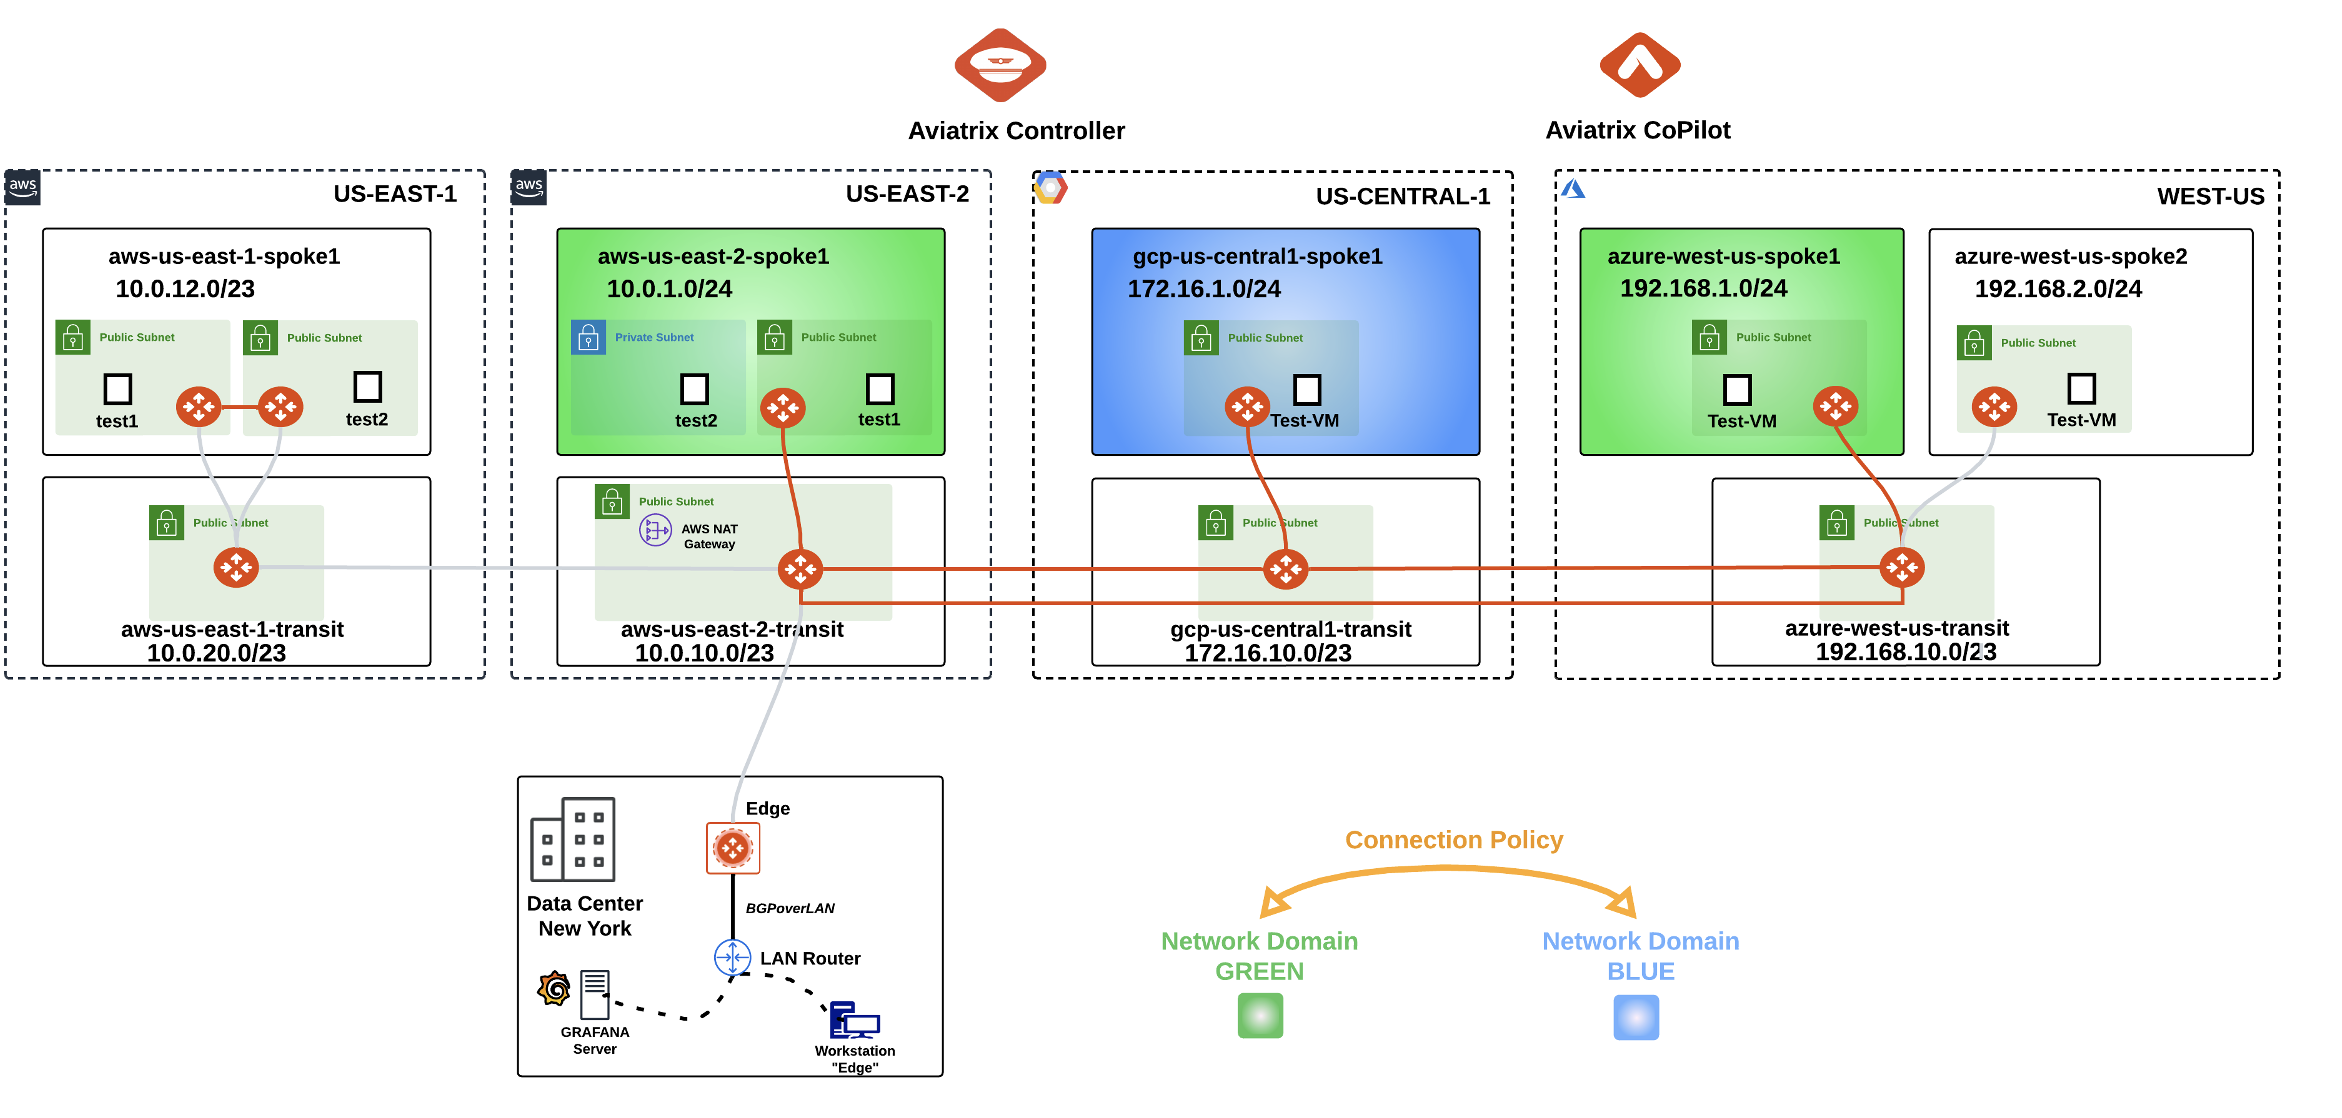 Aviatrix Controller
Aviatrix CoPilot
aws
US-EAST-1
aws-us-east-1-spoke1
10.0.12.0/23
Public Subnet
Public Subnet
test1
test2
Public Subnet
aws-us-east-1-transit
10.0.20.0/23
aws
US-EAST-2
aws-us-east-2-spoke1
10.0.1.0/24
Private Subnet
Public Subnet
test2
test1
Public Subnet
AWS NAT
Gateway
aws-us-east-2-transit
10.0.10.0/23
US-CENTRAL-1
gcp-us-central1-spoke1
172.16.1.0/24
Public Subnet
Test-VM
Public Subnet
gcp-us-central1-transit
172.16.10.0/23
WEST-US
azure-west-us-spoke1
192.168.1.0/24
Public Subnet
Test-VM
azure-west-us-spoke2
192.168.2.0/24
Public Subnet
Test-VM
Public Subnet
azure-west-us-transit
192.168.10.0/23
Edge
Data Center
New York
BGPoverLAN
LAN Router
GRAFANA
Server
Workstation
"Edge"
Connection Policy
Network Domain
GREEN
Network Domain
BLUE